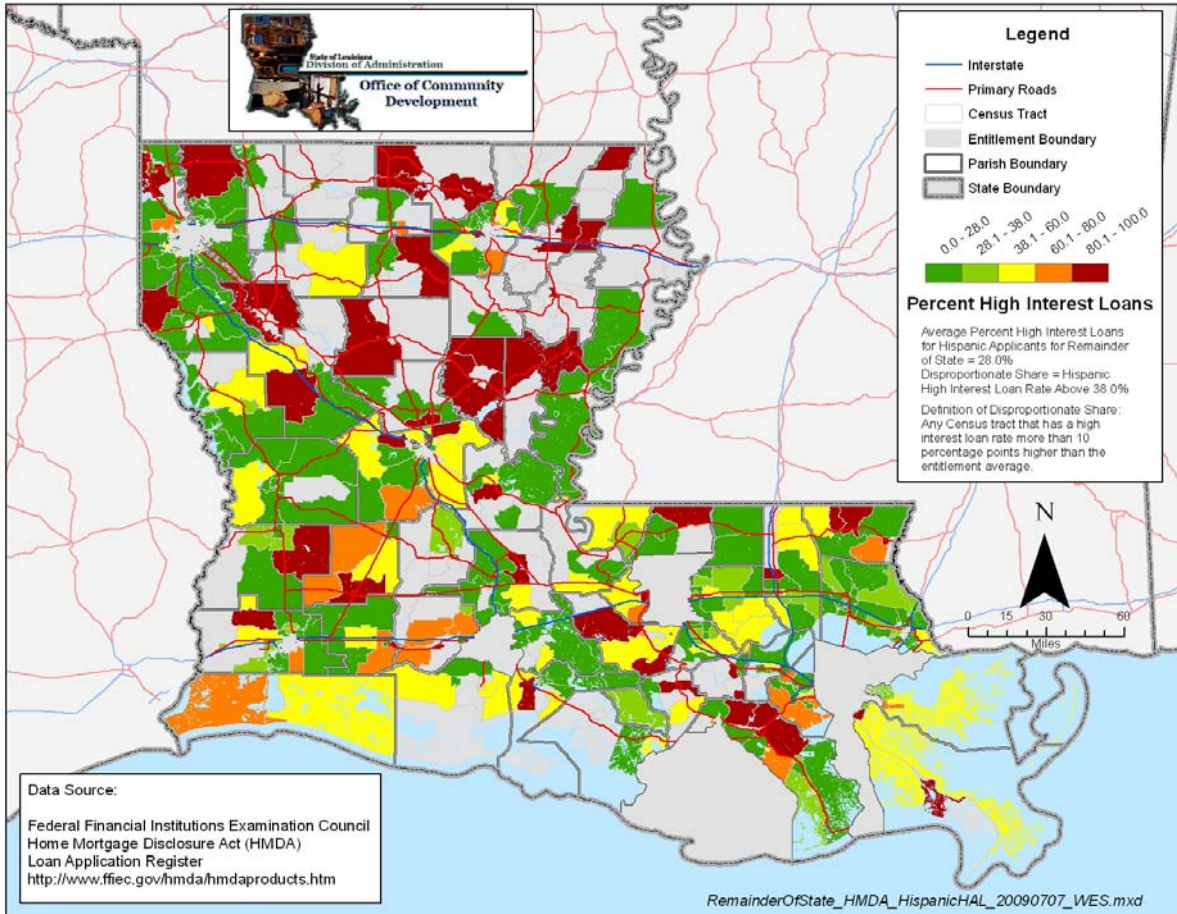 State of Louisiana
Division of Administration
Office of Community
Development
Legend
Interstate
Primary Roads
Census Tract
Entitlement Boundary
Parish Boundary
State Boundary
0.0 - 28.0
28.1 - 38.0
38.1 - 60.0
60.1 - 80.0
80.1 - 100.0
Percent High Interest Loans
Average Percent High Interest Loans
for Hispanic Applicants for Remainder
of State = 28.0%
Disproportionate Share = Hispanic
High Interest Loan Rate Above 38.0%
Definition of Disproportionate Share:
Any Census tract that has a high
interest loan rate more than 10
percentage points higher than the
entitlement average.
N
0 15 30 60
Miles
Data Source:
Federal Financial Institutions Examination Council
Home Mortgage Disclosure Act (HMDA)
Loan Application Register
http://www.ffiec.gov/hmda/hmdaproducts.htm
RemainderOfState_HMDA_HispanicHAL_20090707_WES.mxd